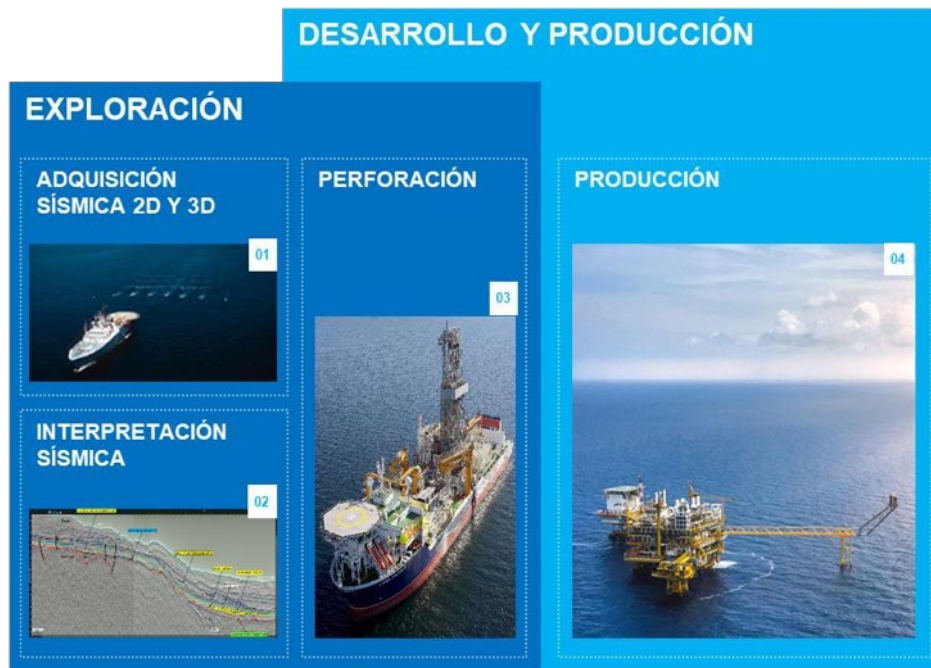 DESARROLLO Y PRODUCCIÓN
EXPLORACIÓN
ADQUISICIÓN
SÍSMICA 2D Y 3D
01
INTERPRETACIÓN
SÍSMICA
02
PERFORACIÓN
03
PRODUCCIÓN
04